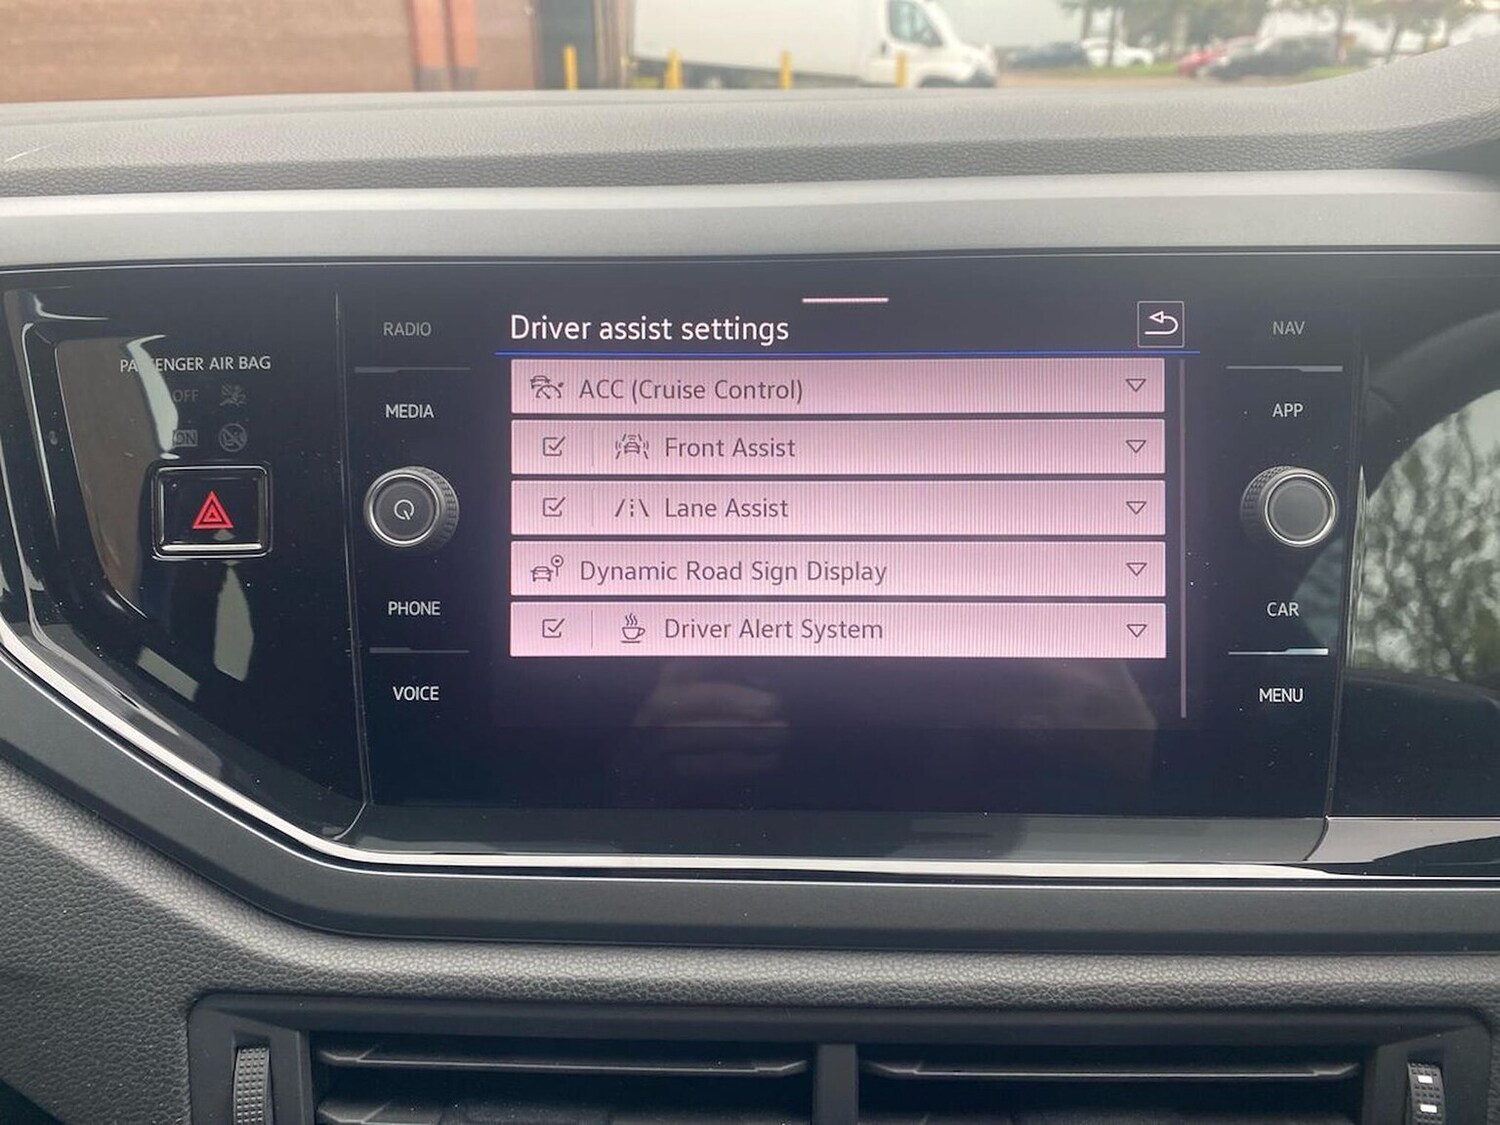 PASSENGER AIR BAG
OFF
ON
RADIO
MEDIA
PHONE
VOICE
Driver assist settings
ACC (Cruise Control)
Front Assist
Lane Assist
Dynamic Road Sign Display
Driver Alert System
NAV
APP
CAR
MENU